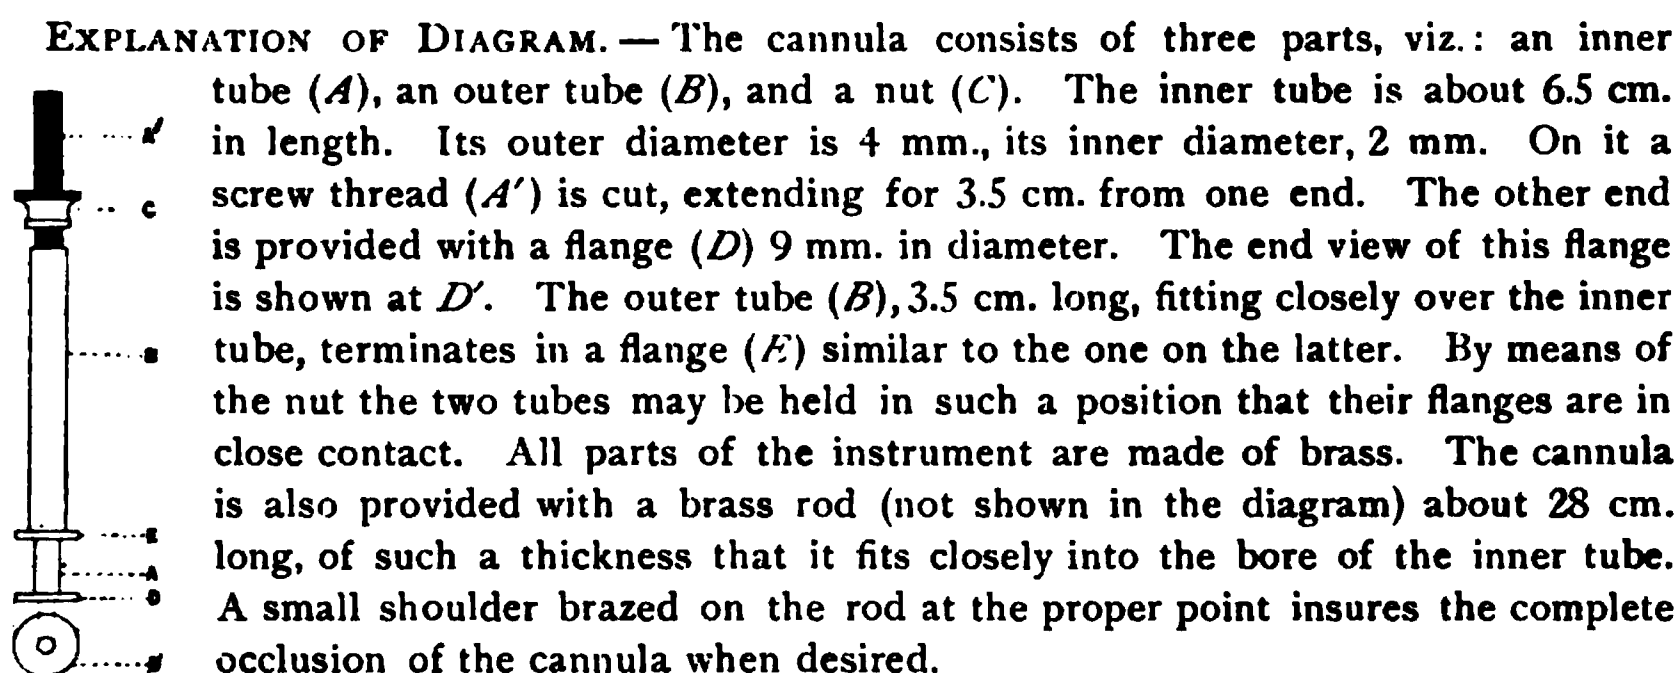 EXPLANATION OF DIAGRAM. — The cannula consists of three parts, viz.: an inner
tube (A), an outer tube (B), and a nut (C). The inner tube is about 6.5 cm.
in length. Its outer diameter is 4 mm., its inner diameter, 2 mm. On it a
screw thread (A′) is cut, extending for 3.5 cm. from one end. The other end
is provided with a flange (D) 9 mm. in diameter. The end view of this flange
is shown at D′. The outer tube (B), 3.5 cm. long, fitting closely over the inner
tube, terminates in a flange (E) similar to the one on the latter. By means of
the nut the two tubes may be held in such a position that their flanges are in
close contact. All parts of the instrument are made of brass. The cannula
is also provided with a brass rod (not shown in the diagram) about 28 cm.
long, of such a thickness that it fits closely into the bore of the inner tube.
A small shoulder brazed on the rod at the proper point insures the complete
occlusion of the cannula when desired.
A′
C
B
E
A
D
D′